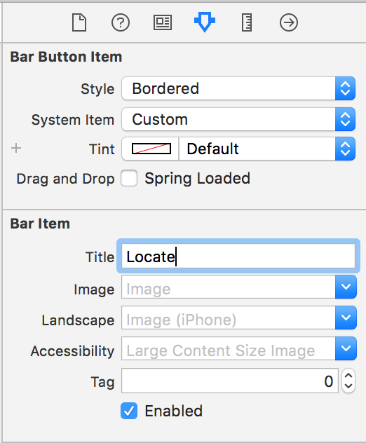 Bar Button Item
Style Bordered
System Item Custom
+ Tint Default
Drag and Drop Spring Loaded
Bar Item
Title Locate
Image Image
Landscape Image (iPhone)
Accessibility Large Content Size Image
Tag 0
Enabled